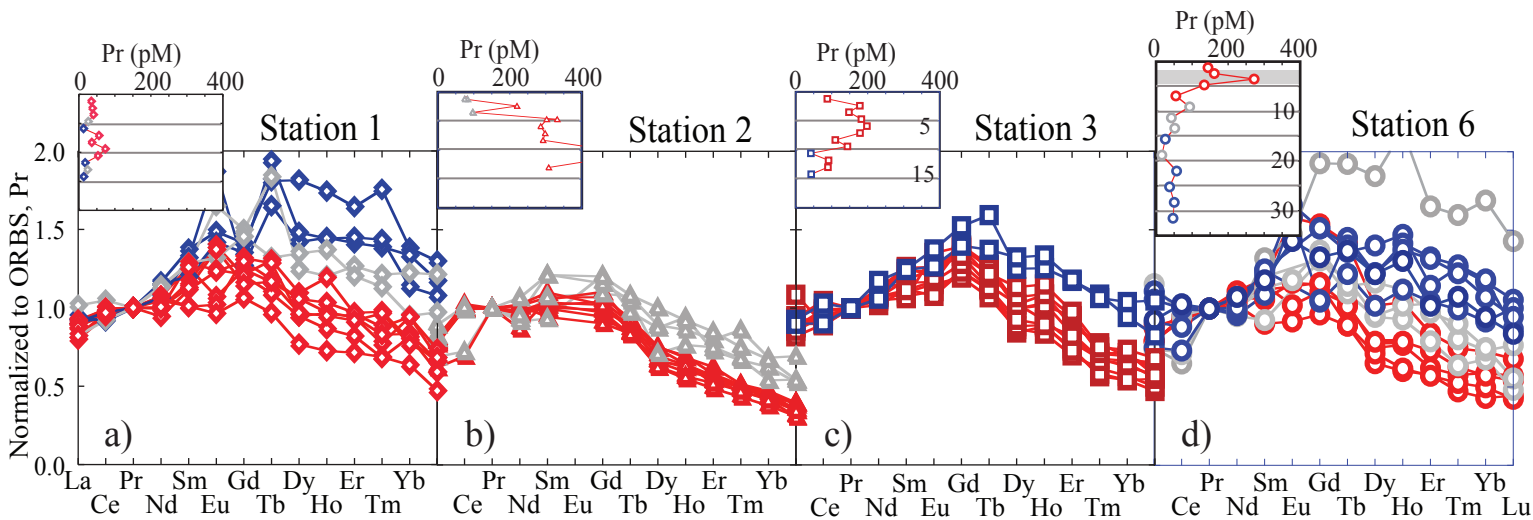 Pr (pM)
0 200 400
Pr (pM)
0 200 400
Pr (pM)
0 200 400
Pr (pM)
0 200 400
Station 1
Station 2
Station 3
Station 6
5
15
10
20
30
Normalized to ORBS, Pr
2.0
1.5
1.0
0.5
0.0
a)
b)
c)
d)
La Pr Sm Gd Dy Er Yb
Ce Nd Eu Tb Ho Tm
Pr Sm Gd Dy Er Yb
Ce Nd Eu Tb Ho Tm
Pr Sm Gd Dy Er Yb
Ce Nd Eu Tb Ho Tm
Pr Sm Gd Dy Er Yb
Ce Nd Eu Tb Ho Tm Lu